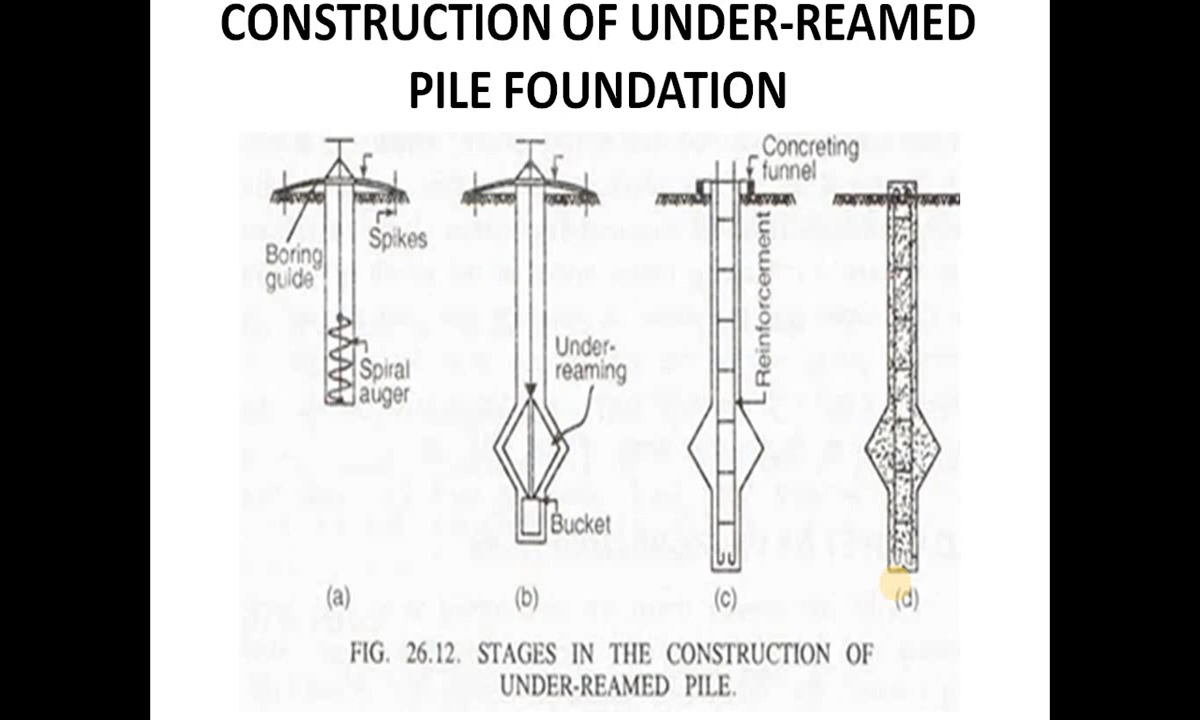 CONSTRUCTION OF UNDER-REAMED
PILE FOUNDATION
Concreting
funnel
Boring
guide
Spikes
Spiral
auger
Under-
reaming
Bucket
Reinforcement
(a)
(b)
(c)
(d)
FIG. 26.12. STAGES IN THE CONSTRUCTION OF
UNDER-REAMED PILE.